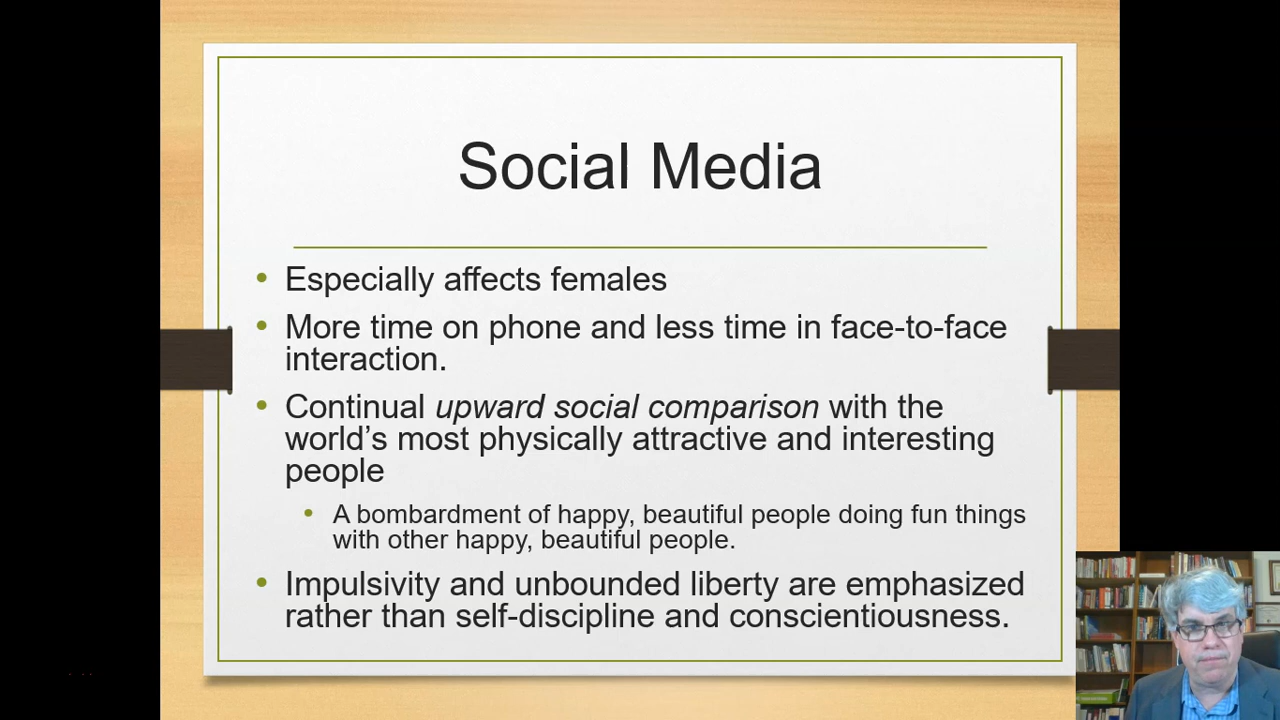 Social Media
• Especially affects females
• More time on phone and less time in face-to-face
interaction.
• Continual upward social comparison with the
world's most physically attractive and interesting
people
• A bombardment of happy, beautiful people doing fun things
with other happy, beautiful people.
• Impulsivity and unbounded liberty are emphasized
rather than self-discipline and conscientiousness.